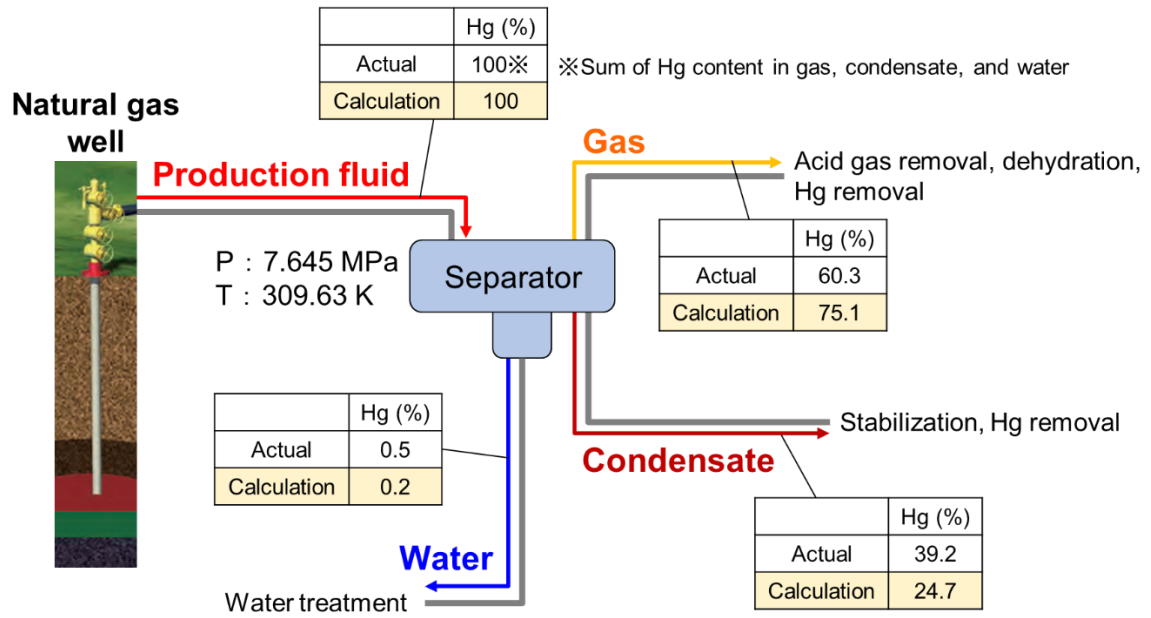 Hg (%)
Actual 100※
Calculation 100
※Sum of Hg content in gas, condensate, and water
Natural gas
well
Production fluid
P : 7.645 MPa
T : 309.63 K
Separator
Gas
Acid gas removal, dehydration,
Hg removal
Hg (%)
Actual 60.3
Calculation 75.1
Hg (%)
Actual 0.5
Calculation 0.2
Water
Water treatment
Stabilization, Hg removal
Condensate
Hg (%)
Actual 39.2
Calculation 24.7